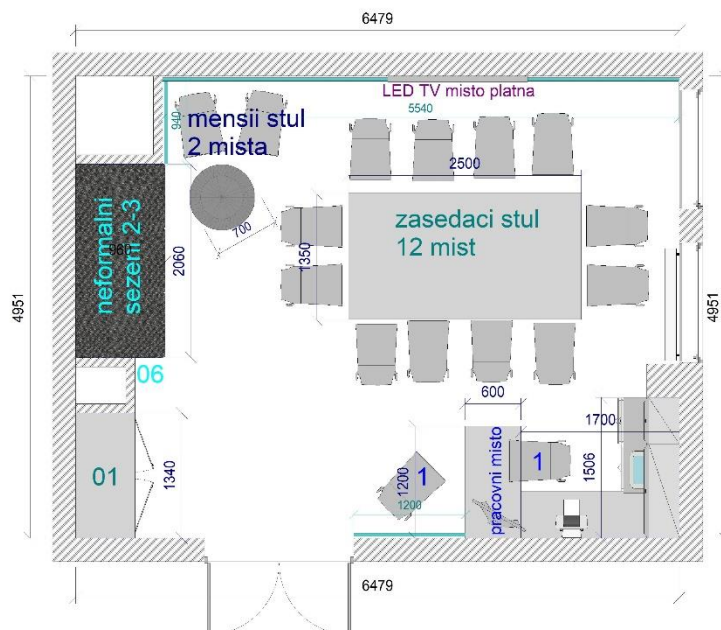 6479
LED TV misto platna
5540
940
mensii stul
2 mista
2500
neformalni
sezeni 2-3
960
2060
700
1350
zasedaci stul
12 mist
4951
4951
06
600
1700
01
1340
1200
1
1200
pracovni misto
1
1506
6479